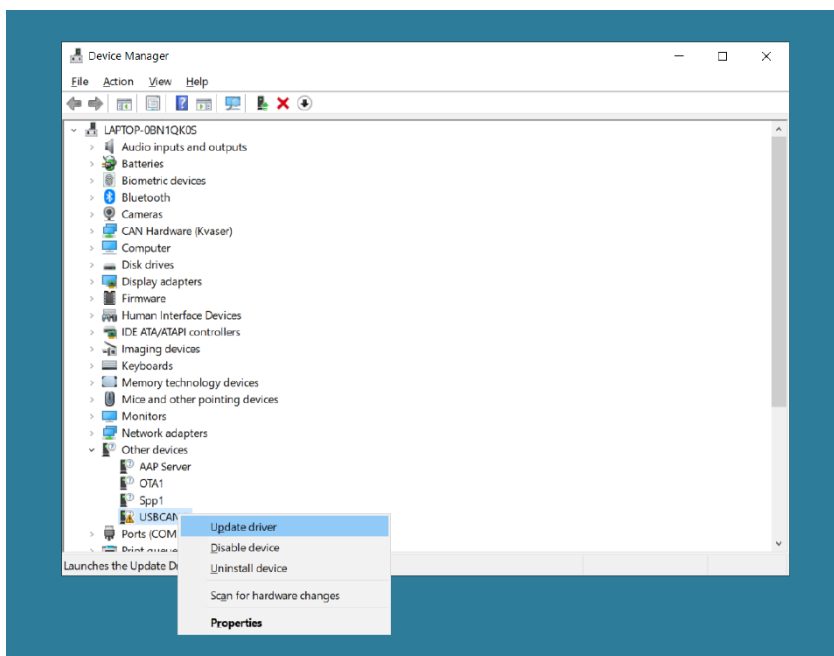 Device Manager
File Action View Help
LAPTOP-0BN1QK0S
Audio inputs and outputs
Batteries
Biometric devices
Bluetooth
Cameras
CAN Hardware (Kvaser)
Computer
Disk drives
Display adapters
Firmware
Human Interface Devices
IDE ATA/ATAPI controllers
Imaging devices
Keyboards
Memory technology devices
Mice and other pointing devices
Monitors
Network adapters
Other devices
AAP Server
OTA1
Spp1
USBCAN
Ports (COM
Print queue
Launches the Update D
Update driver
Disable device
Uninstall device
Scan for hardware changes
Properties